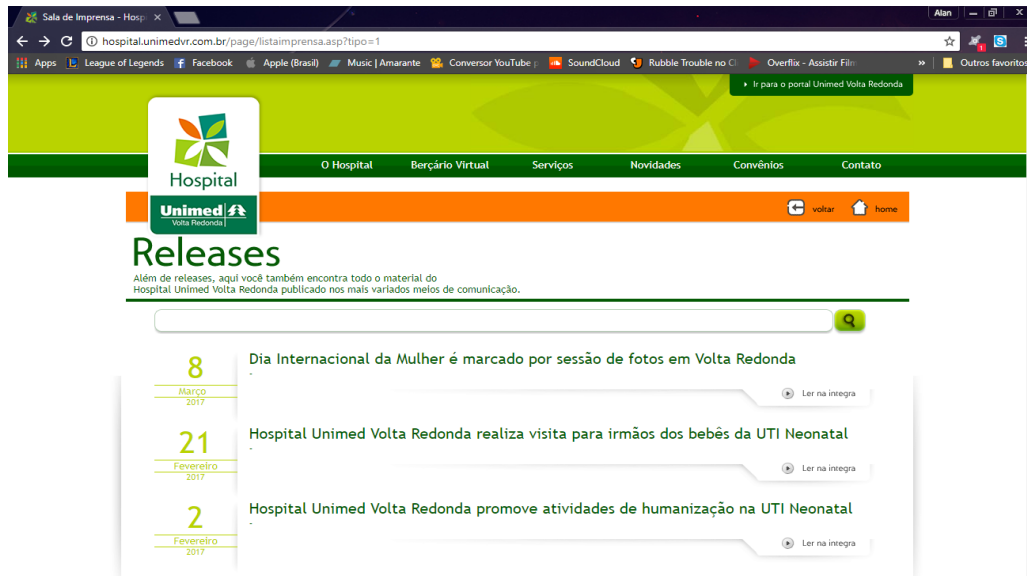 Sala de Imprensa - Hosp
Alan
hospital.unimedvr.com.br/page/listaimprensa.asp?tipo=1
Apps League of Legends Facebook Apple (Brasil) Music | Amarante Conversor YouTube p SoundCloud Rubble Trouble no Cl Overflix - Assistir Film » Outros favoritos
Ir para o portal Unimed Volta Redonda
O Hospital Berçário Virtual Serviços Novidades Convênios Contato
Hospital
Unimed
Volta Redonda
voltar home
Releases
Além de releases, aqui você também encontra todo o material do
Hospital Unimed Volta Redonda publicado nos mais variados meios de comunicação.
8
Março
2017
Dia Internacional da Mulher é marcado por sessão de fotos em Volta Redonda
-
Ler na integra
21
Fevereiro
2017
Hospital Unimed Volta Redonda realiza visita para irmãos dos bebês da UTI Neonatal
-
Ler na integra
2
Fevereiro
2017
Hospital Unimed Volta Redonda promove atividades de humanização na UTI Neonatal
-
Ler na integra